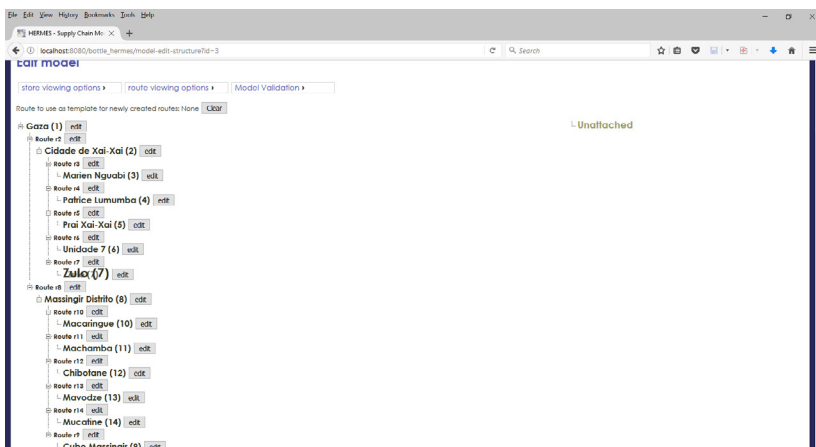 File Edit View History Bookmarks Tools Help
HERMES - Supply Chain Mo
localhost:8080/bottle_hermes/model-edit-structure?id=3
Search
Edit model
store viewing options
route viewing options
Model Validation
Route to use as template for newly created routes: None Clear
Gaza (1) edit
Unattached
Route r2 edit
Cidade de Xai-Xai (2) edit
Route r3 edit
Marien Nguabi (3) edit
Route r4 edit
Patrice Lumumba (4) edit
Route r5 edit
Prai Xai-Xai (5) edit
Route r6 edit
Unidade 7 (6) edit
Route r7 edit
Zulo (7) edit
Route r8 edit
Massingir Distrito (8) edit
Route r10 edit
Macaringue (10) edit
Route r11 edit
Machamba (11) edit
Route r12 edit
Chibotane (12) edit
Route r13 edit
Mavodze (13) edit
Route r14 edit
Mucatine (14) edit
Route r9 edit
Cubo Massingir (9) edit